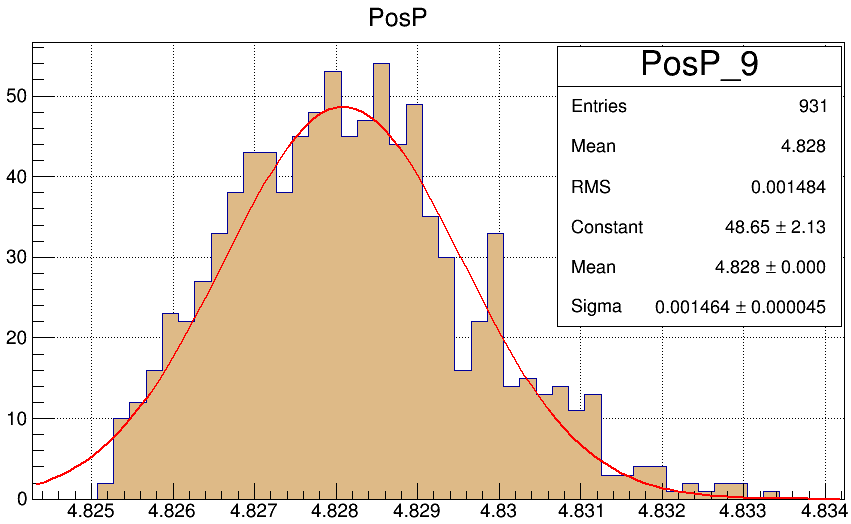 PosP
PosP_9
Entries 931
Mean 4.828
RMS 0.001484
Constant 48.65 ± 2.13
Mean 4.828 ± 0.000
Sigma 0.001464 ± 0.000045
50
40
30
20
10
0
4.825 4.826 4.827 4.828 4.829 4.83 4.831 4.832 4.833 4.834